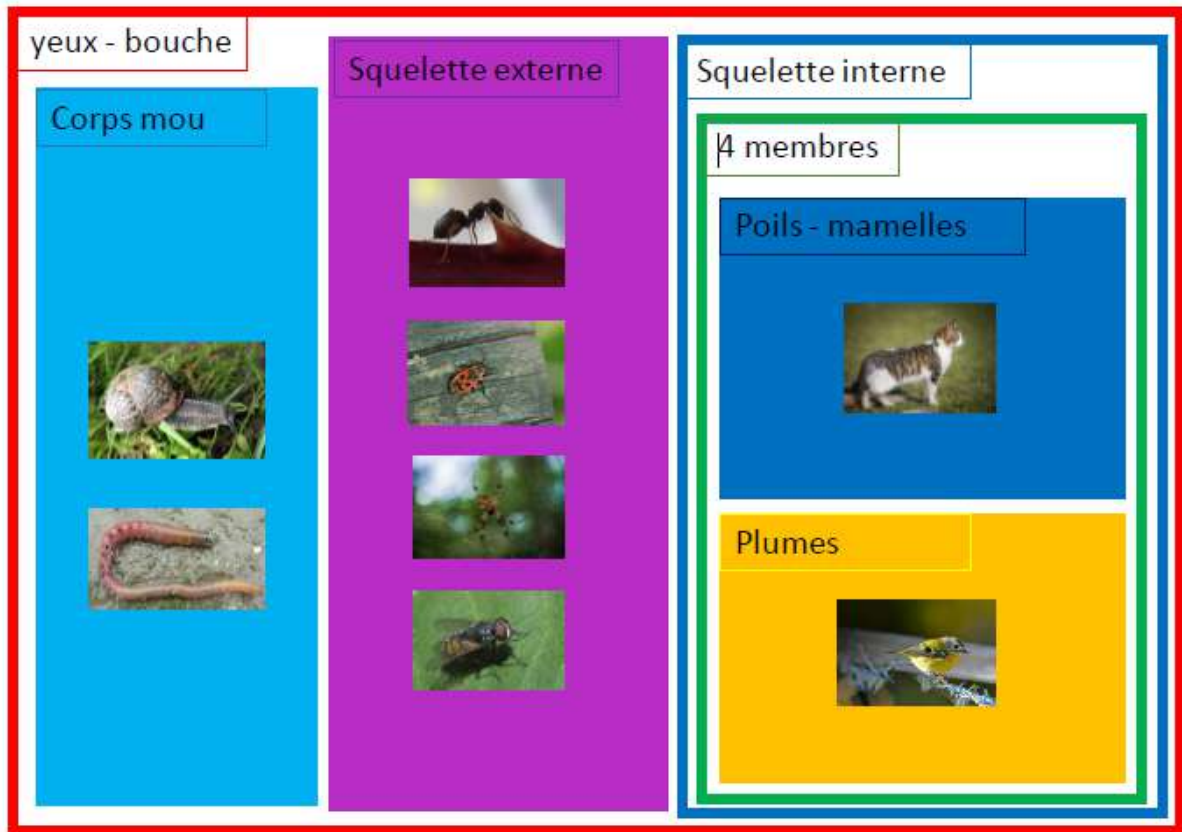 yeux - bouche
Corps mou
Squelette externe
Squelette interne
4 membres
Poils - mamelles
Plumes